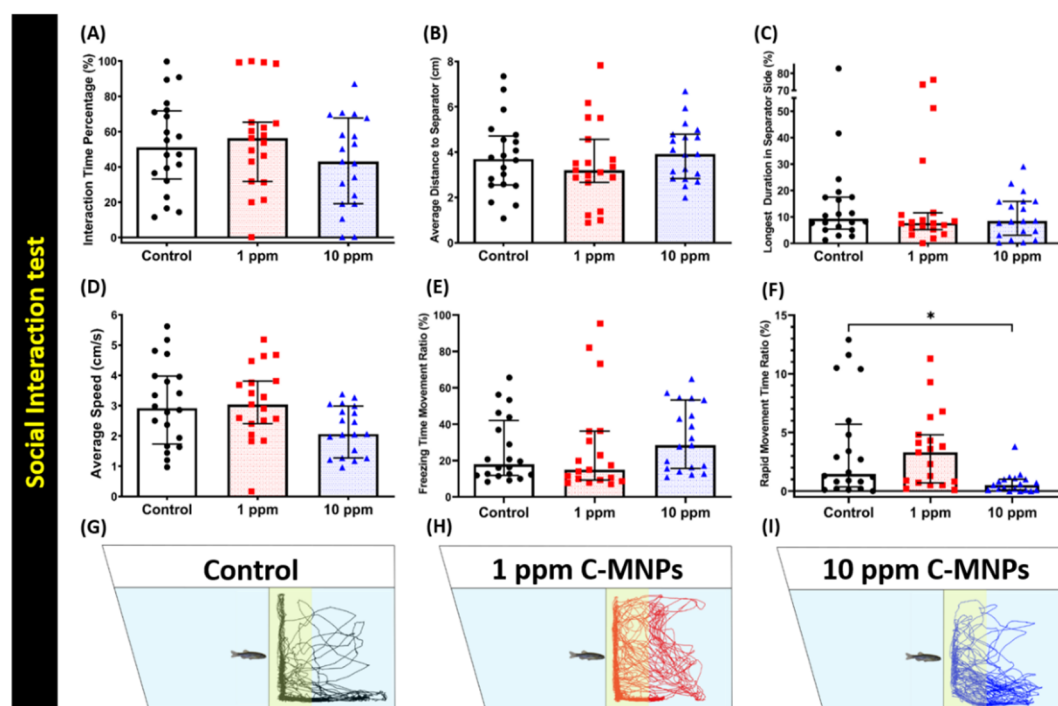 Social Interaction test
(A)
Interaction Time Percentage (%)
100
80
60
40
20
0
Control
1 ppm
10 ppm
(B)
Average Distance to Separator (cm)
8
6
4
2
0
Control
1 ppm
10 ppm
(C)
Longest Duration in Separator Side (%)
80
70
60
50
40
30
20
10
0
Control
1 ppm
10 ppm
(D)
Average Speed (cm/s)
6
5
4
3
2
1
0
Control
1 ppm
10 ppm
(E)
Freezing Time Movement Ratio (%)
100
80
60
40
20
0
Control
1 ppm
10 ppm
(F)
Rapid Movement Time Ratio (%)
15
10
5
0
*
Control
1 ppm
10 ppm
(G)
Control
(H)
1 ppm C-MNPs
(I)
10 ppm C-MNPs